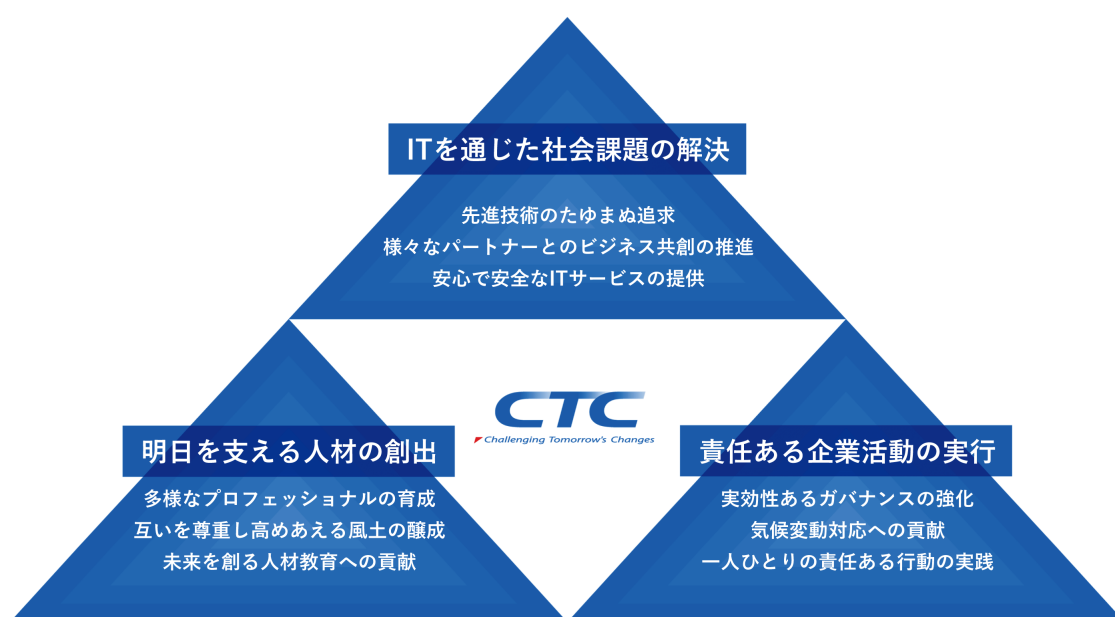 ITを通じた社会課題の解決
先進技術のたゆまぬ追求
様々なパートナーとのビジネス共創の推進
安心で安全なITサービスの提供
CTC
Challenging Tomorrow's Changes
明日を支える人材の創出
多様なプロフェッショナルの育成
互いを尊重し高めあえる風土の醸成
未来を創る人材教育への貢献
責任ある企業活動の実行
実効性あるガバナンスの強化
気候変動対応への貢献
一人ひとりの責任ある行動の実践